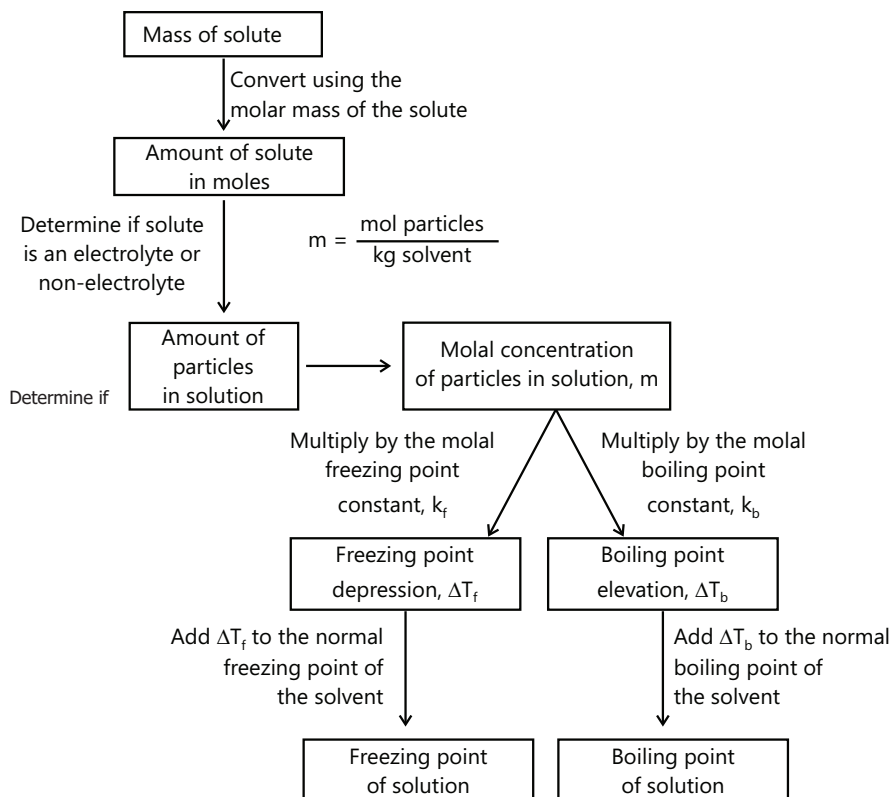 Mass of solute
Convert using the
molar mass of the solute
Amount of solute
in moles
Determine if solute
is an electrolyte or
non-electrolyte
m = mol particles
kg solvent
Amount of
particles
in solution
Determine if
Molal concentration
of particles in solution, m
Multiply by the molal
freezing point
constant, kf
Multiply by the molal
boiling point
constant, kb
Freezing point
depression, ΔTf
Boiling point
elevation, ΔTb
Add ΔTf to the normal
freezing point of
the solvent
Add ΔTb to the normal
boiling point of
the solvent
Freezing point
of solution
Boiling point
of solution